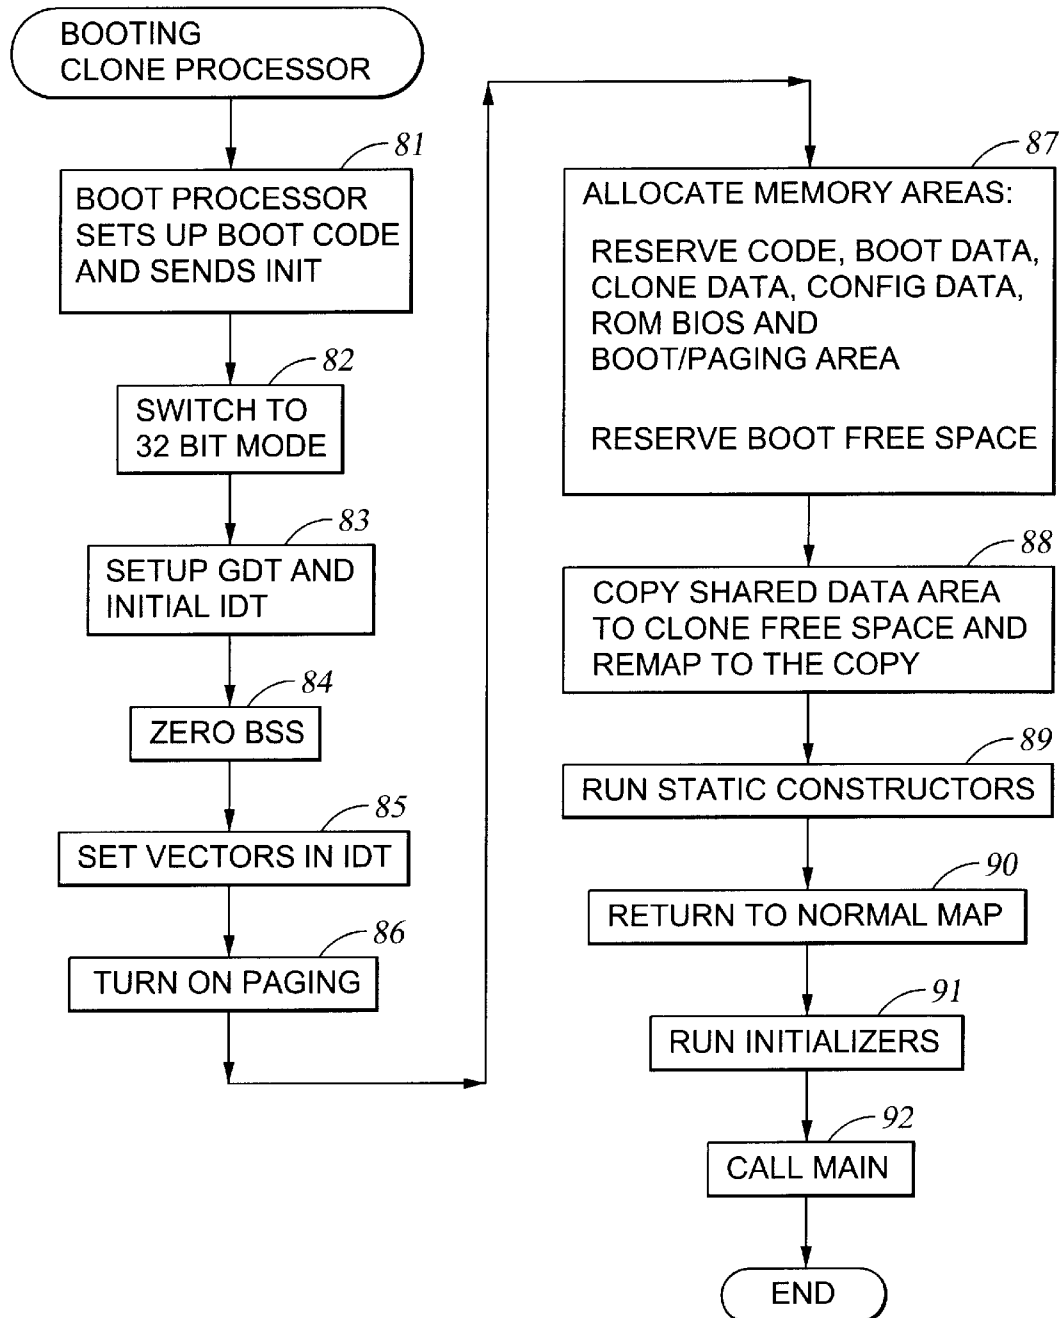 BOOTING
CLONE PROCESSOR
81
BOOT PROCESSOR
SETS UP BOOT CODE
AND SENDS INIT
82
SWITCH TO
32 BIT MODE
83
SETUP GDT AND
INITIAL IDT
84
ZERO BSS
85
SET VECTORS IN IDT
86
TURN ON PAGING
87
ALLOCATE MEMORY AREAS:
RESERVE CODE, BOOT DATA,
CLONE DATA, CONFIG DATA,
ROM BIOS AND
BOOT/PAGING AREA
RESERVE BOOT FREE SPACE
88
COPY SHARED DATA AREA
TO CLONE FREE SPACE AND
REMAP TO THE COPY
89
RUN STATIC CONSTRUCTORS
90
RETURN TO NORMAL MAP
91
RUN INITIALIZERS
92
CALL MAIN
END